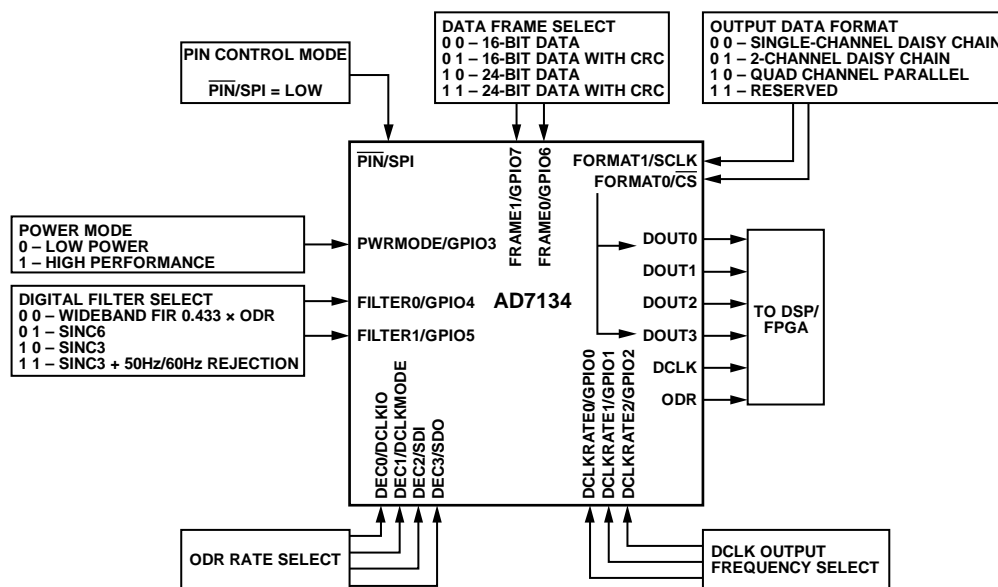 PIN CONTROL MODE
PIN/SPI = LOW
DATA FRAME SELECT
0 0 – 16-BIT DATA
0 1 – 16-BIT DATA WITH CRC
1 0 – 24-BIT DATA
1 1 – 24-BIT DATA WITH CRC
OUTPUT DATA FORMAT
0 0 – SINGLE-CHANNEL DAISY CHAIN
0 1 – 2-CHANNEL DAISY CHAIN
1 0 – QUAD CHANNEL PARALLEL
1 1 – RESERVED
PIN/SPI
FRAME1/GPIO7
FRAME0/GPIO6
FORMAT1/SCLK
FORMAT0/CS
POWER MODE
0 – LOW POWER
1 – HIGH PERFORMANCE
PWRMODE/GPIO3
DIGITAL FILTER SELECT
0 0 – WIDEBAND FIR 0.433 × ODR
0 1 – SINC6
1 0 – SINC3
1 1 – SINC3 + 50Hz/60Hz REJECTION
FILTER0/GPIO4
FILTER1/GPIO5
AD7134
DOUT0
DOUT1
DOUT2
DOUT3
DCLK
ODR
TO DSP/
FPGA
DEC0/DCLKIO
DEC1/DCLKMODE
DEC2/SDI
DEC3/SDO
DCLKRATE0/GPIO0
DCLKRATE1/GPIO1
DCLKRATE2/GPIO2
ODR RATE SELECT
DCLK OUTPUT
FREQUENCY SELECT